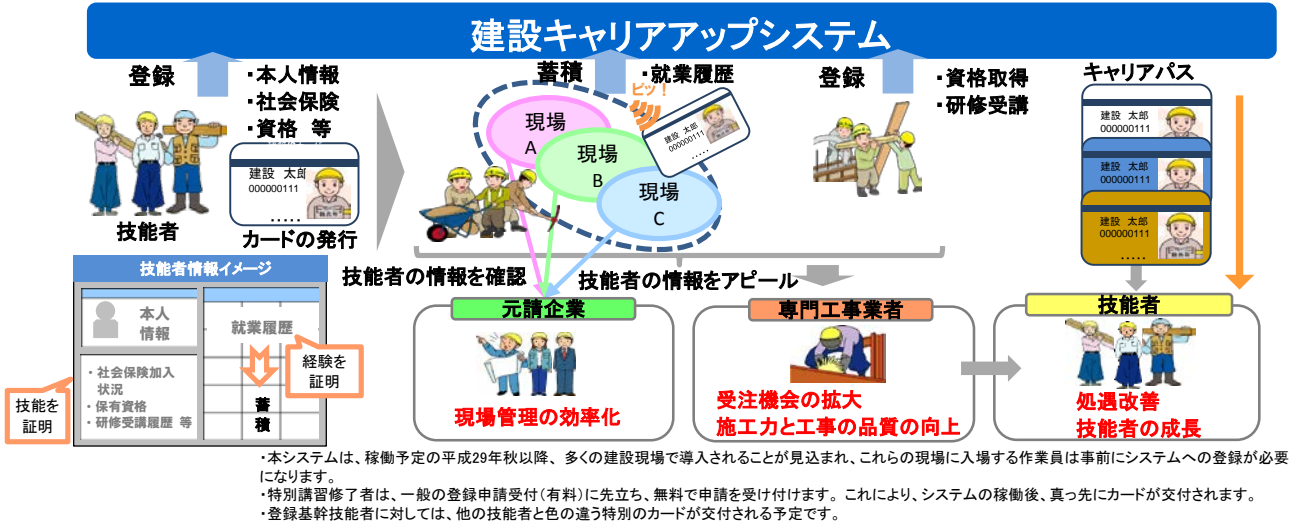 建設キャリアアップシステム
登録
・本人情報
・社会保険
・資格 等
建設 太郎
000000111
.....
技能者
カードの発行
蓄積
・就業履歴
ピッ！
現場
A
現場
B
現場
C
建設 太郎
000000111
.....
登録
・資格取得
・研修受講
キャリアパス
建設 太郎
000000111
建設 太郎
000000111
建設 太郎
000000111
.....
技能者情報イメージ
本人
情報
就業履歴
・社会保険加入
状況
・保有資格
・研修受講履歴 等
蓄
積
経験を
証明
技能を
証明
技能者の情報を確認
技能者の情報をアピール
元請企業
現場管理の効率化
専門工事業者
受注機会の拡大
施工力と工事の品質の向上
技能者
処遇改善
技能者の成長
・本システムは、稼働予定の平成29年秋以降、多くの建設現場で導入されることが見込まれ、これらの現場に入場する作業員は事前にシステムへの登録が必要
になります。
・特別講習修了者は、一般の登録申請受付（有料）に先立ち、無料で申請を受け付けます。これにより、システムの稼働後、真っ先にカードが交付されます。
・登録基幹技能者に対しては、他の技能者と色の違う特別のカードが交付される予定です。